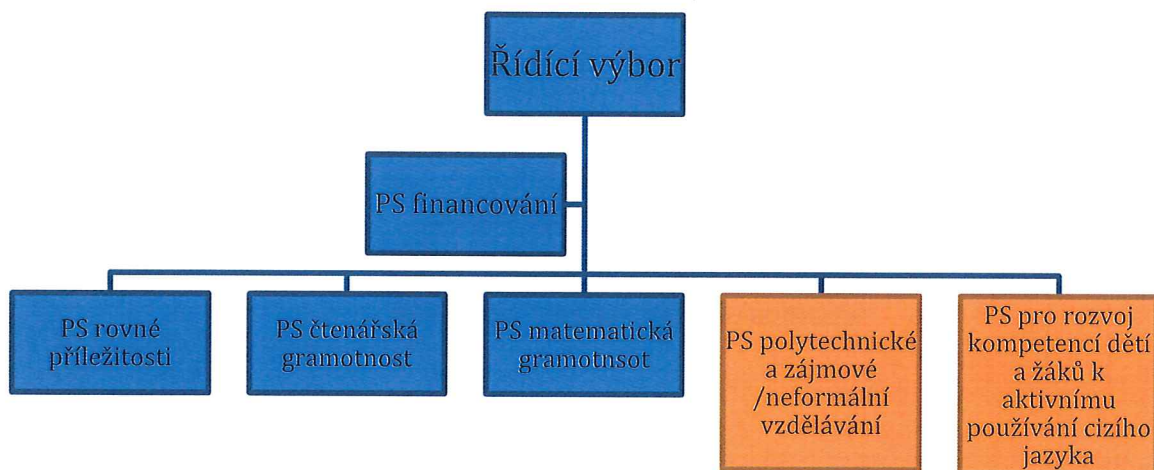 Řídící výbor
PS financování
PS rovné
příležitosti
PS čtenářská
gramotnost
PS matematická
gramotnsot
PS polytechnické
a zájmové
/neformální
vzdělávání
PS pro rozvoj
kompetencí dětí
a žáků k
aktivnímu
používání cizího
jazyka